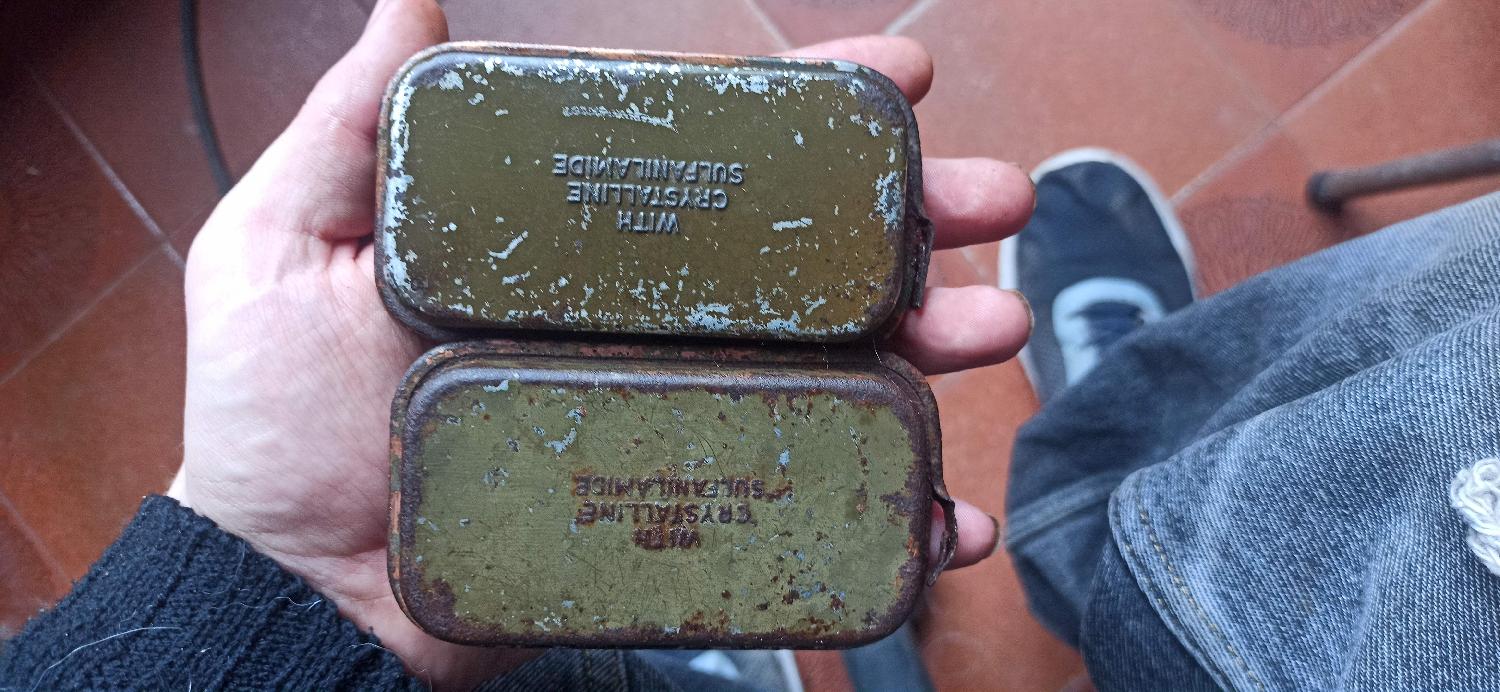 WITH
CRYSTALLINE
SULFANILAMIDE
WITH
CRYSTALLINE
SULFANILAMIDE